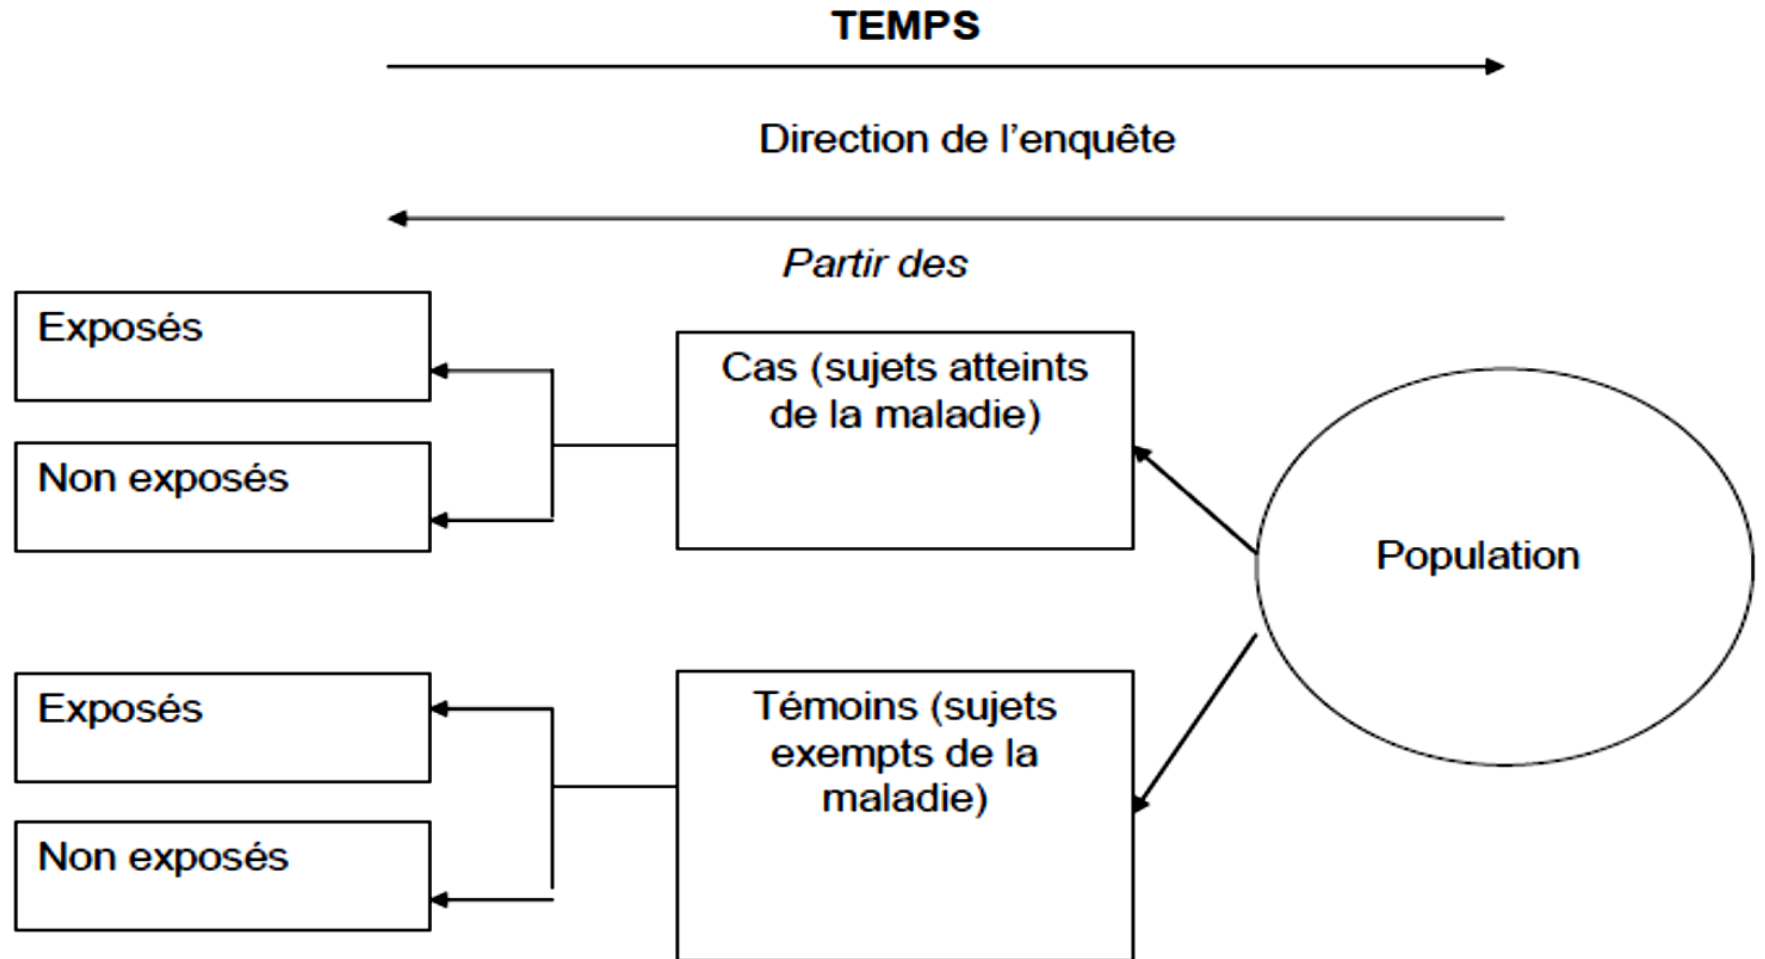 TEMPS
Direction de l'enquête
Partir des
Exposés
Cas (sujets atteints
de la maladie)
Non exposés
Population
Exposés
Témoins (sujets
exempts de la
maladie)
Non exposés